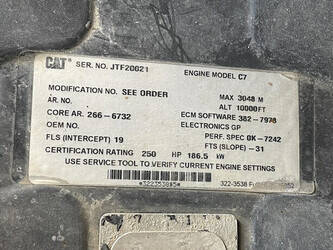 CAT SER. NO. JTF20621 ENGINE MODEL C7
MODIFICATION NO. SEE ORDER MAX 3048 M
AR.NO. ALT 10000FT
CORE AR. 266-6732 ECM SOFTWARE 382-7938
OEM NO. ELECTRONICS GP
FLS (INTERCEPT) 19 PERF. SPEC 0K-7242
CERTIFICATION RATING 250 HP 186.5 kW FTS (SLOPE) -31
USE SERVICE TOOL TO VERIFY CURRENT ENGINE SETTINGS
322-3538